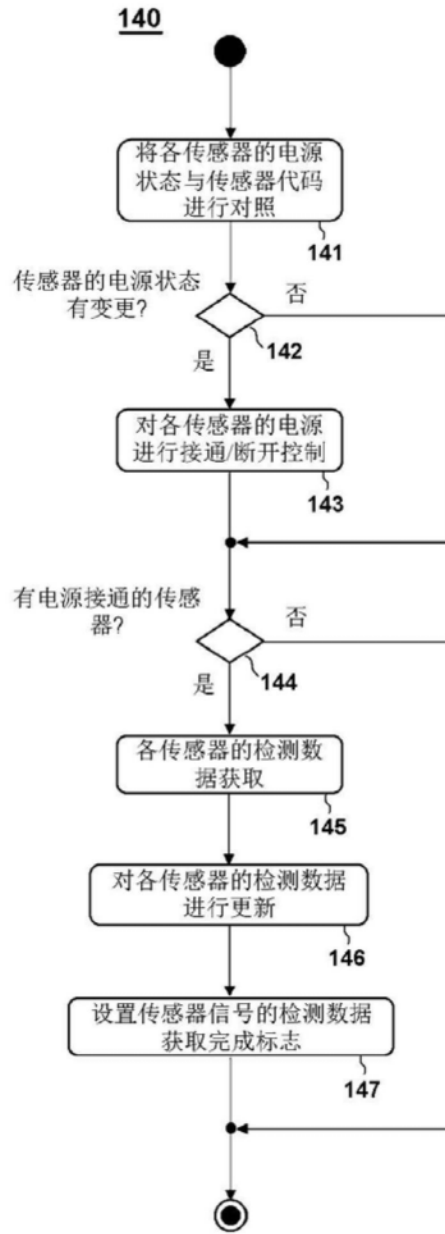 140
将各传感器的电源
状态与传感器代码
进行对照
141
传感器的电源状态
有变更?
否
142
是
对各传感器的电源
进行接通/断开控制
143
有电源接通的传感
器?
否
144
是
各传感器的检测数
据获取
145
对各传感器的检测数据
进行更新
146
设置传感器信号的检测数据
获取完成标志
147